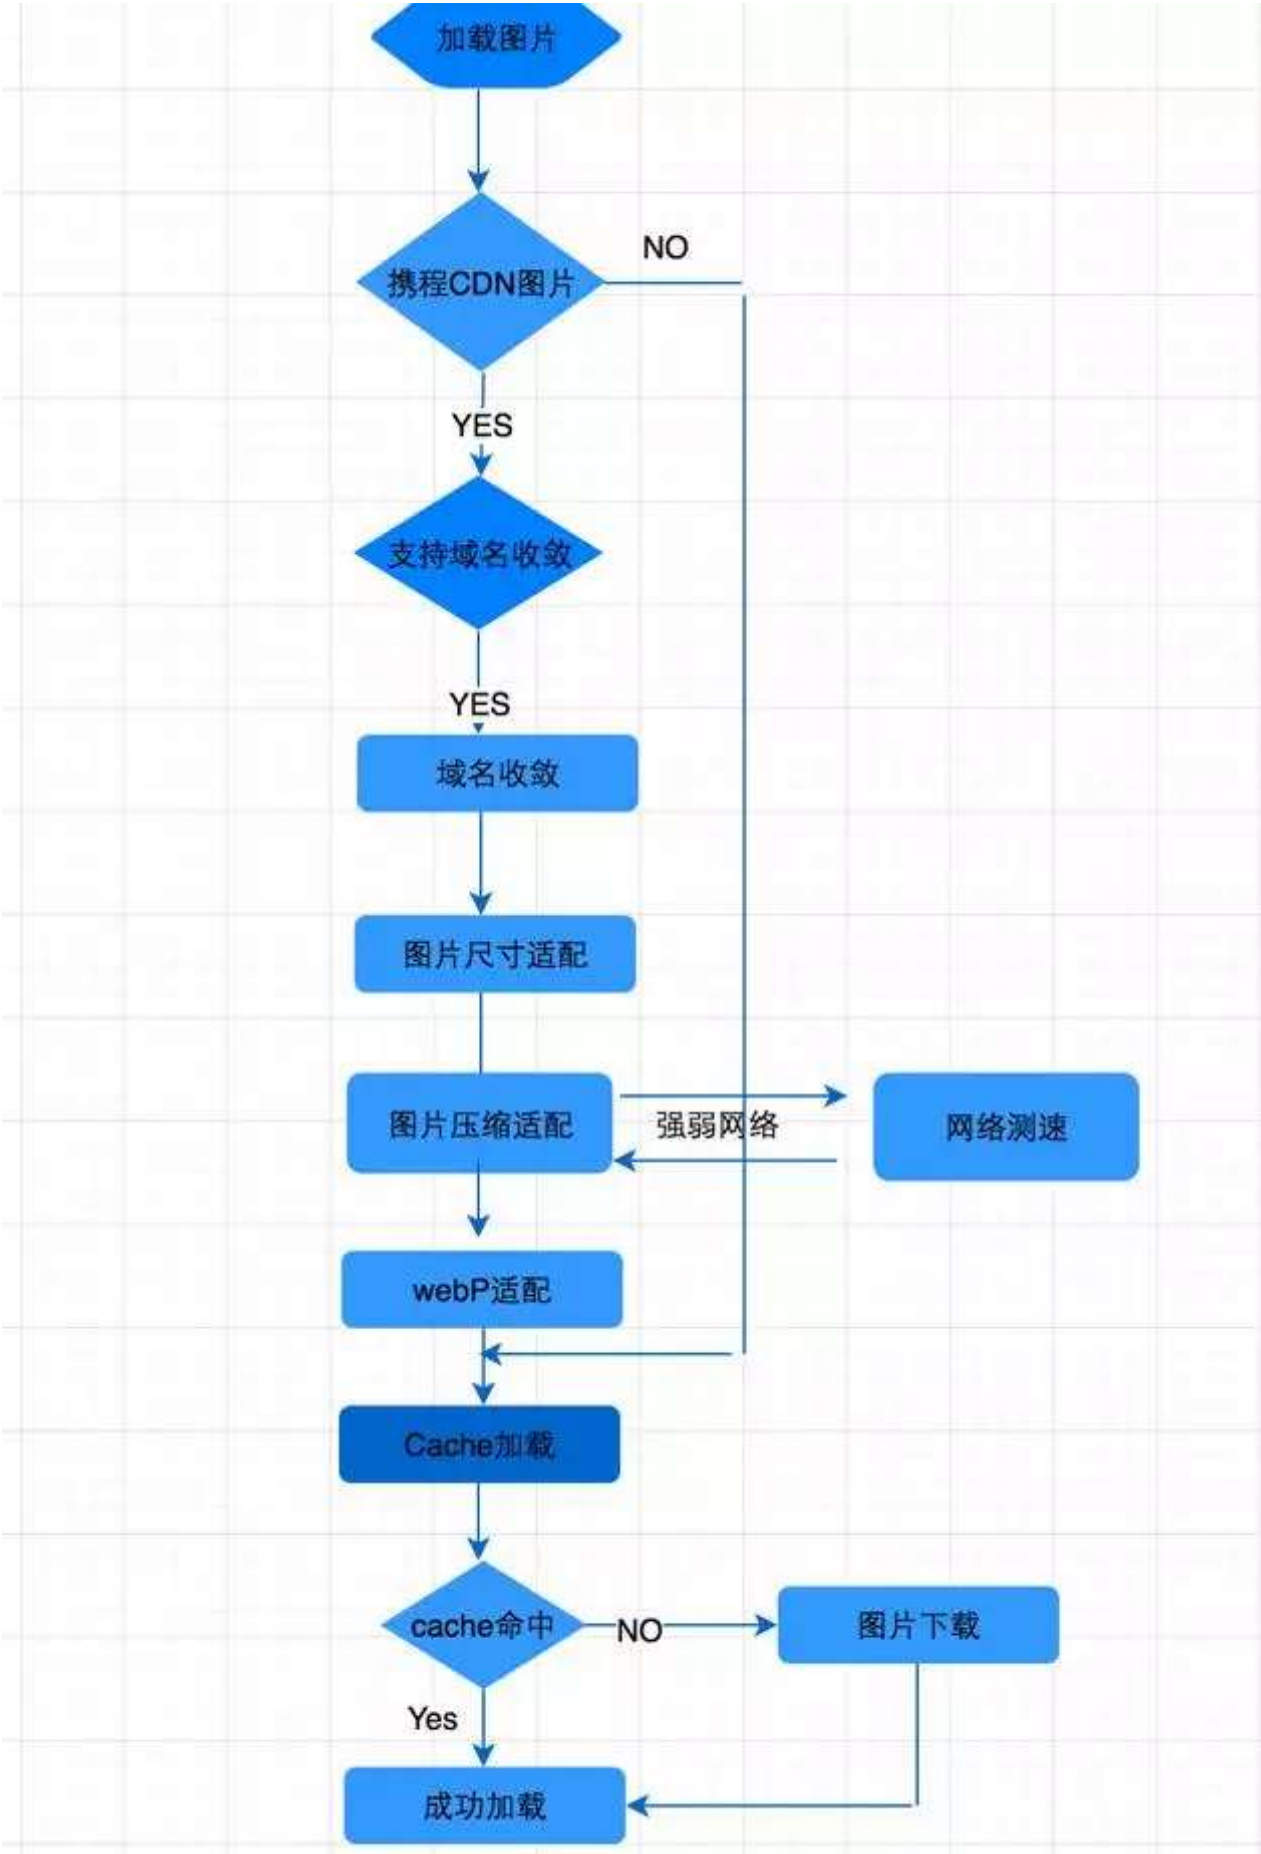 加载图片
NO
携程CDN图片
YES
支持域名收敛
YES
域名收敛
图片尺寸适配
图片压缩适配
强弱网络
网络测速
webP适配
Cache加载
cache命中
NO
图片下载
Yes
成功加载